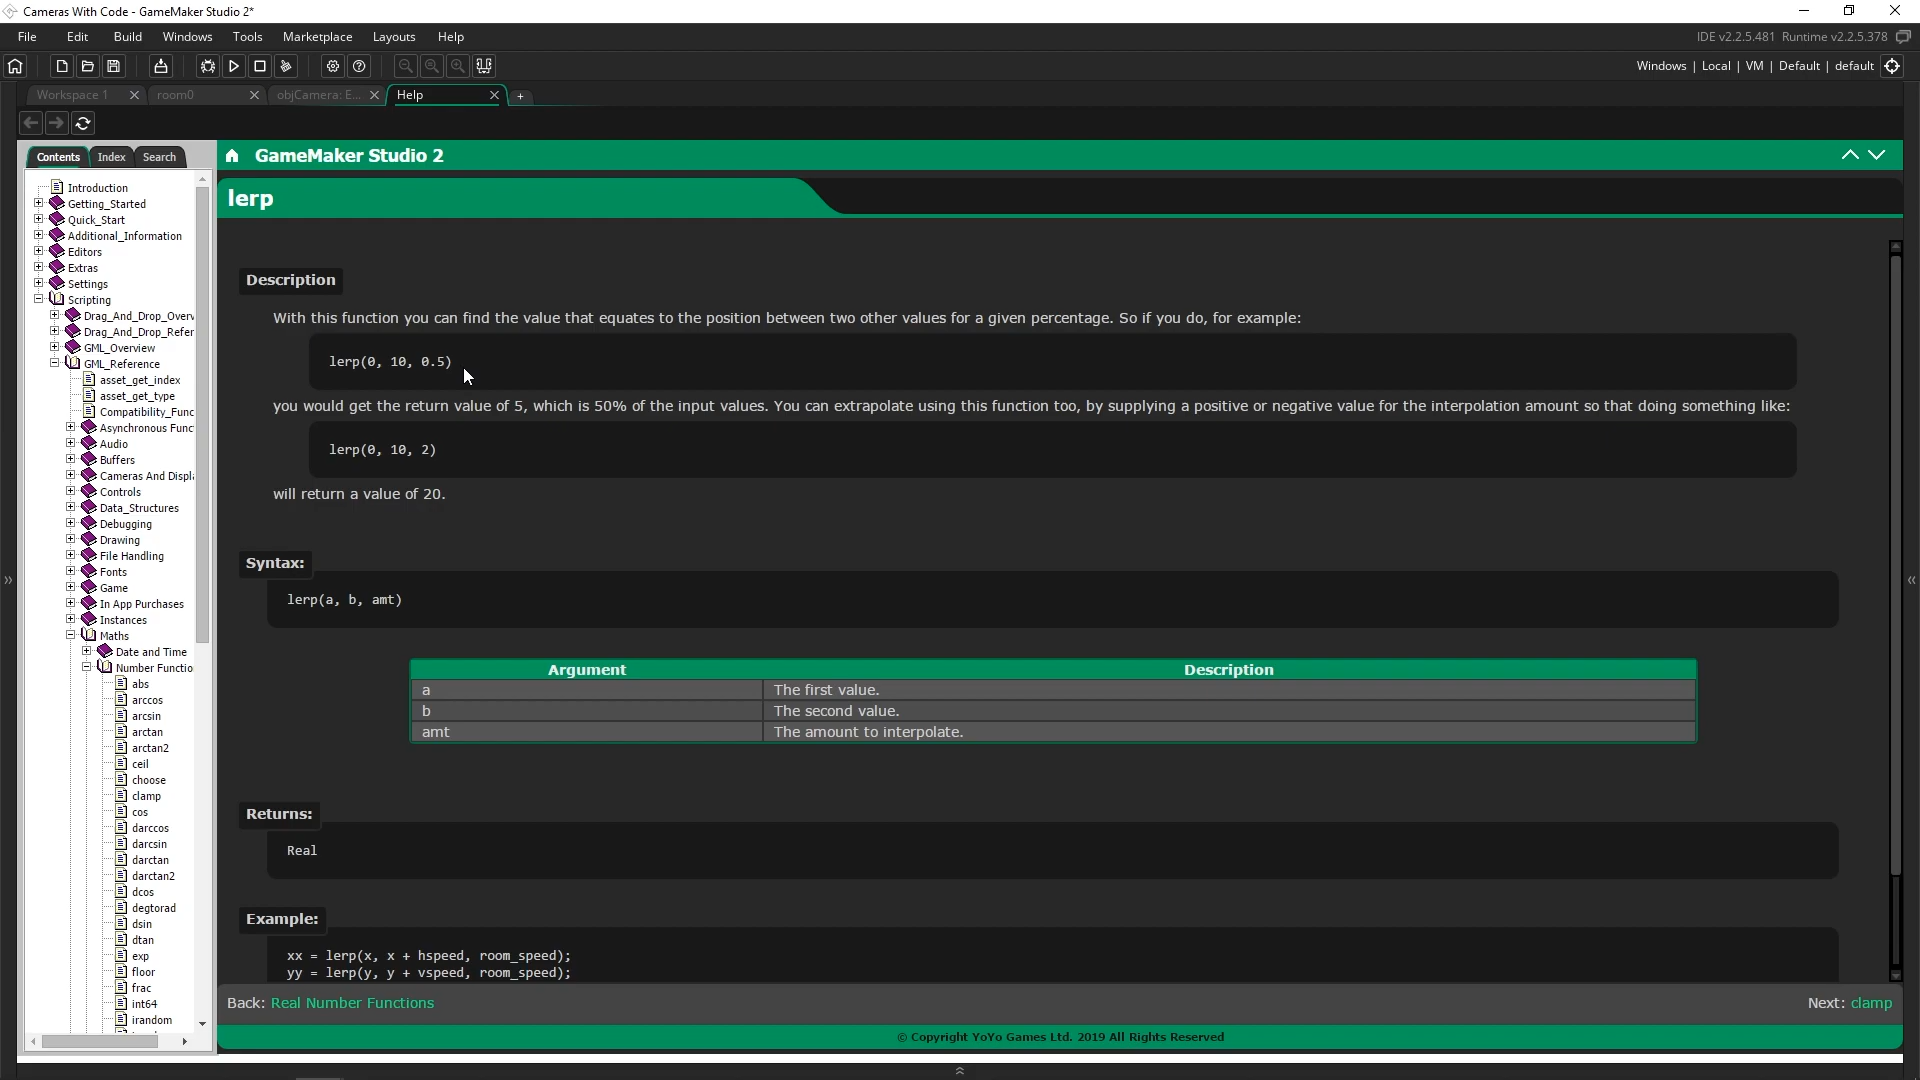 Cameras With Code - GameMaker Studio 2*
File Edit Build Windows Tools Marketplace Layouts Help
IDE v2.2.5.481 Runtime v2.2.5.378
Windows | Local | VM | Default | default
Workspace 1
room0
objCamera: E...
Help
Contents Index Search
Introduction
Getting_Started
Quick_Start
Additional_Information
Editors
Extras
Settings
Scripting
Drag_And_Drop_Overv
Drag_And_Drop_Refer
GML_Overview
GML_Reference
asset_get_index
asset_get_type
Compatibility_Func
Asynchronous Func
Audio
Buffers
Cameras And Displ
Controls
Data_Structures
Debugging
Drawing
File Handling
Fonts
Game
In App Purchases
Instances
Maths
Date and Time
Number Functio
abs
arccos
arcsin
arctan
arctan2
ceil
choose
clamp
cos
darccos
darcsin
darctan
darctan2
dcos
degtorad
dsin
dtan
exp
floor
frac
int64
irandom
GameMaker Studio 2
lerp
Description
With this function you can find the value that equates to the position between two other values for a given percentage. So if you do, for example:
lerp(0, 10, 0.5)
you would get the return value of 5, which is 50% of the input values. You can extrapolate using this function too, by supplying a positive or negative value for the interpolation amount so that doing something like:
lerp(0, 10, 2)
will return a value of 20.
Syntax:
lerp(a, b, amt)
Argument Description
a The first value.
b The second value.
amt The amount to interpolate.
Returns:
Real
Example:
xx = lerp(x, x + hspeed, room_speed);
yy = lerp(y, y + vspeed, room_speed);
Back: Real Number Functions
Next: clamp
© Copyright YoYo Games Ltd. 2019 All Rights Reserved